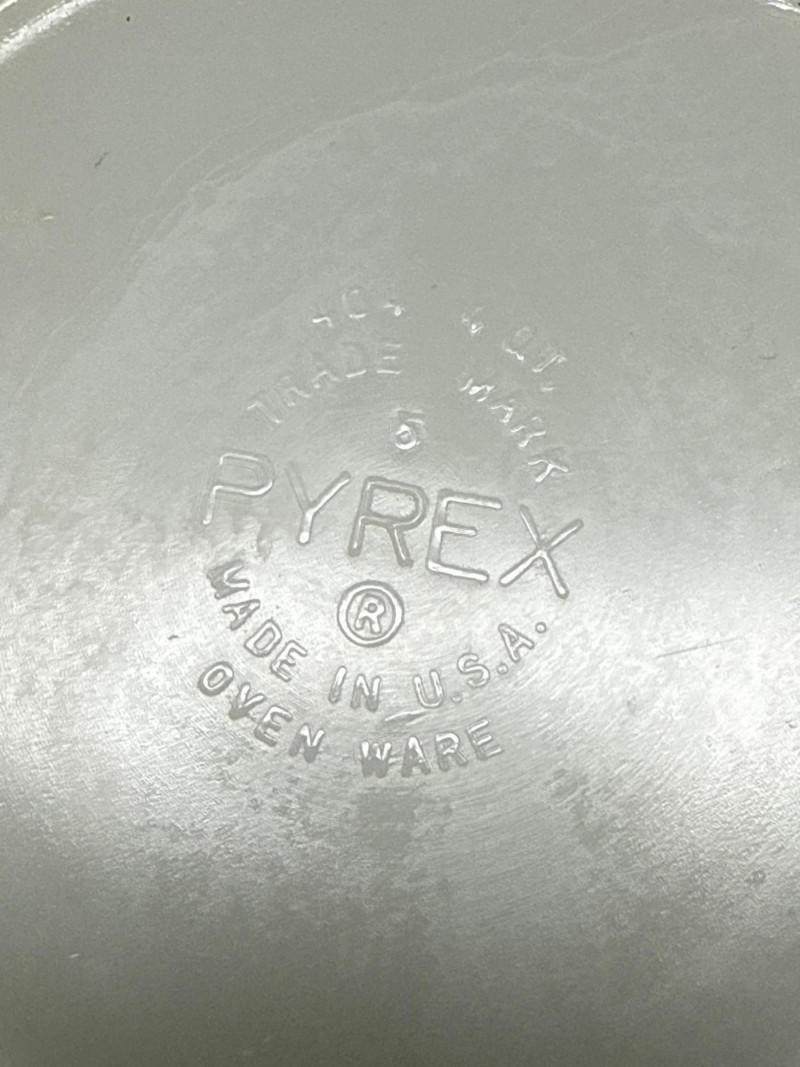 404 4 QT.
TRADE MARK
5
PYREX
®
MADE IN U.S.A.
OVEN WARE